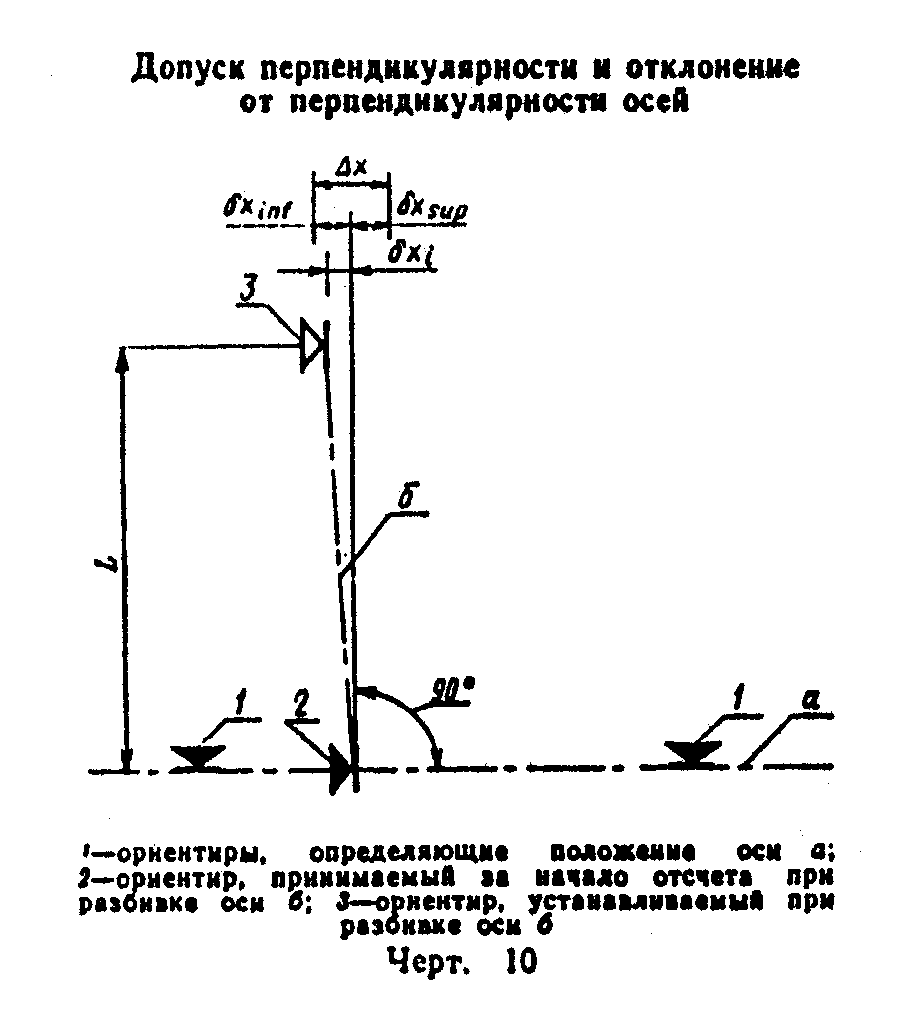 Допуск перпендикулярности и отклонение
от перпендикулярности осей
Δx
δx inf δx sup
δx i
3
б
L
90°
1 2 1 а
1—ориентиры, определяющие положение оси а;
2—ориентир, принимаемый за начало отсчета при
разбивке оси б; 3—ориентир, устанавливаемый при
разбивке оси б
Черт. 10